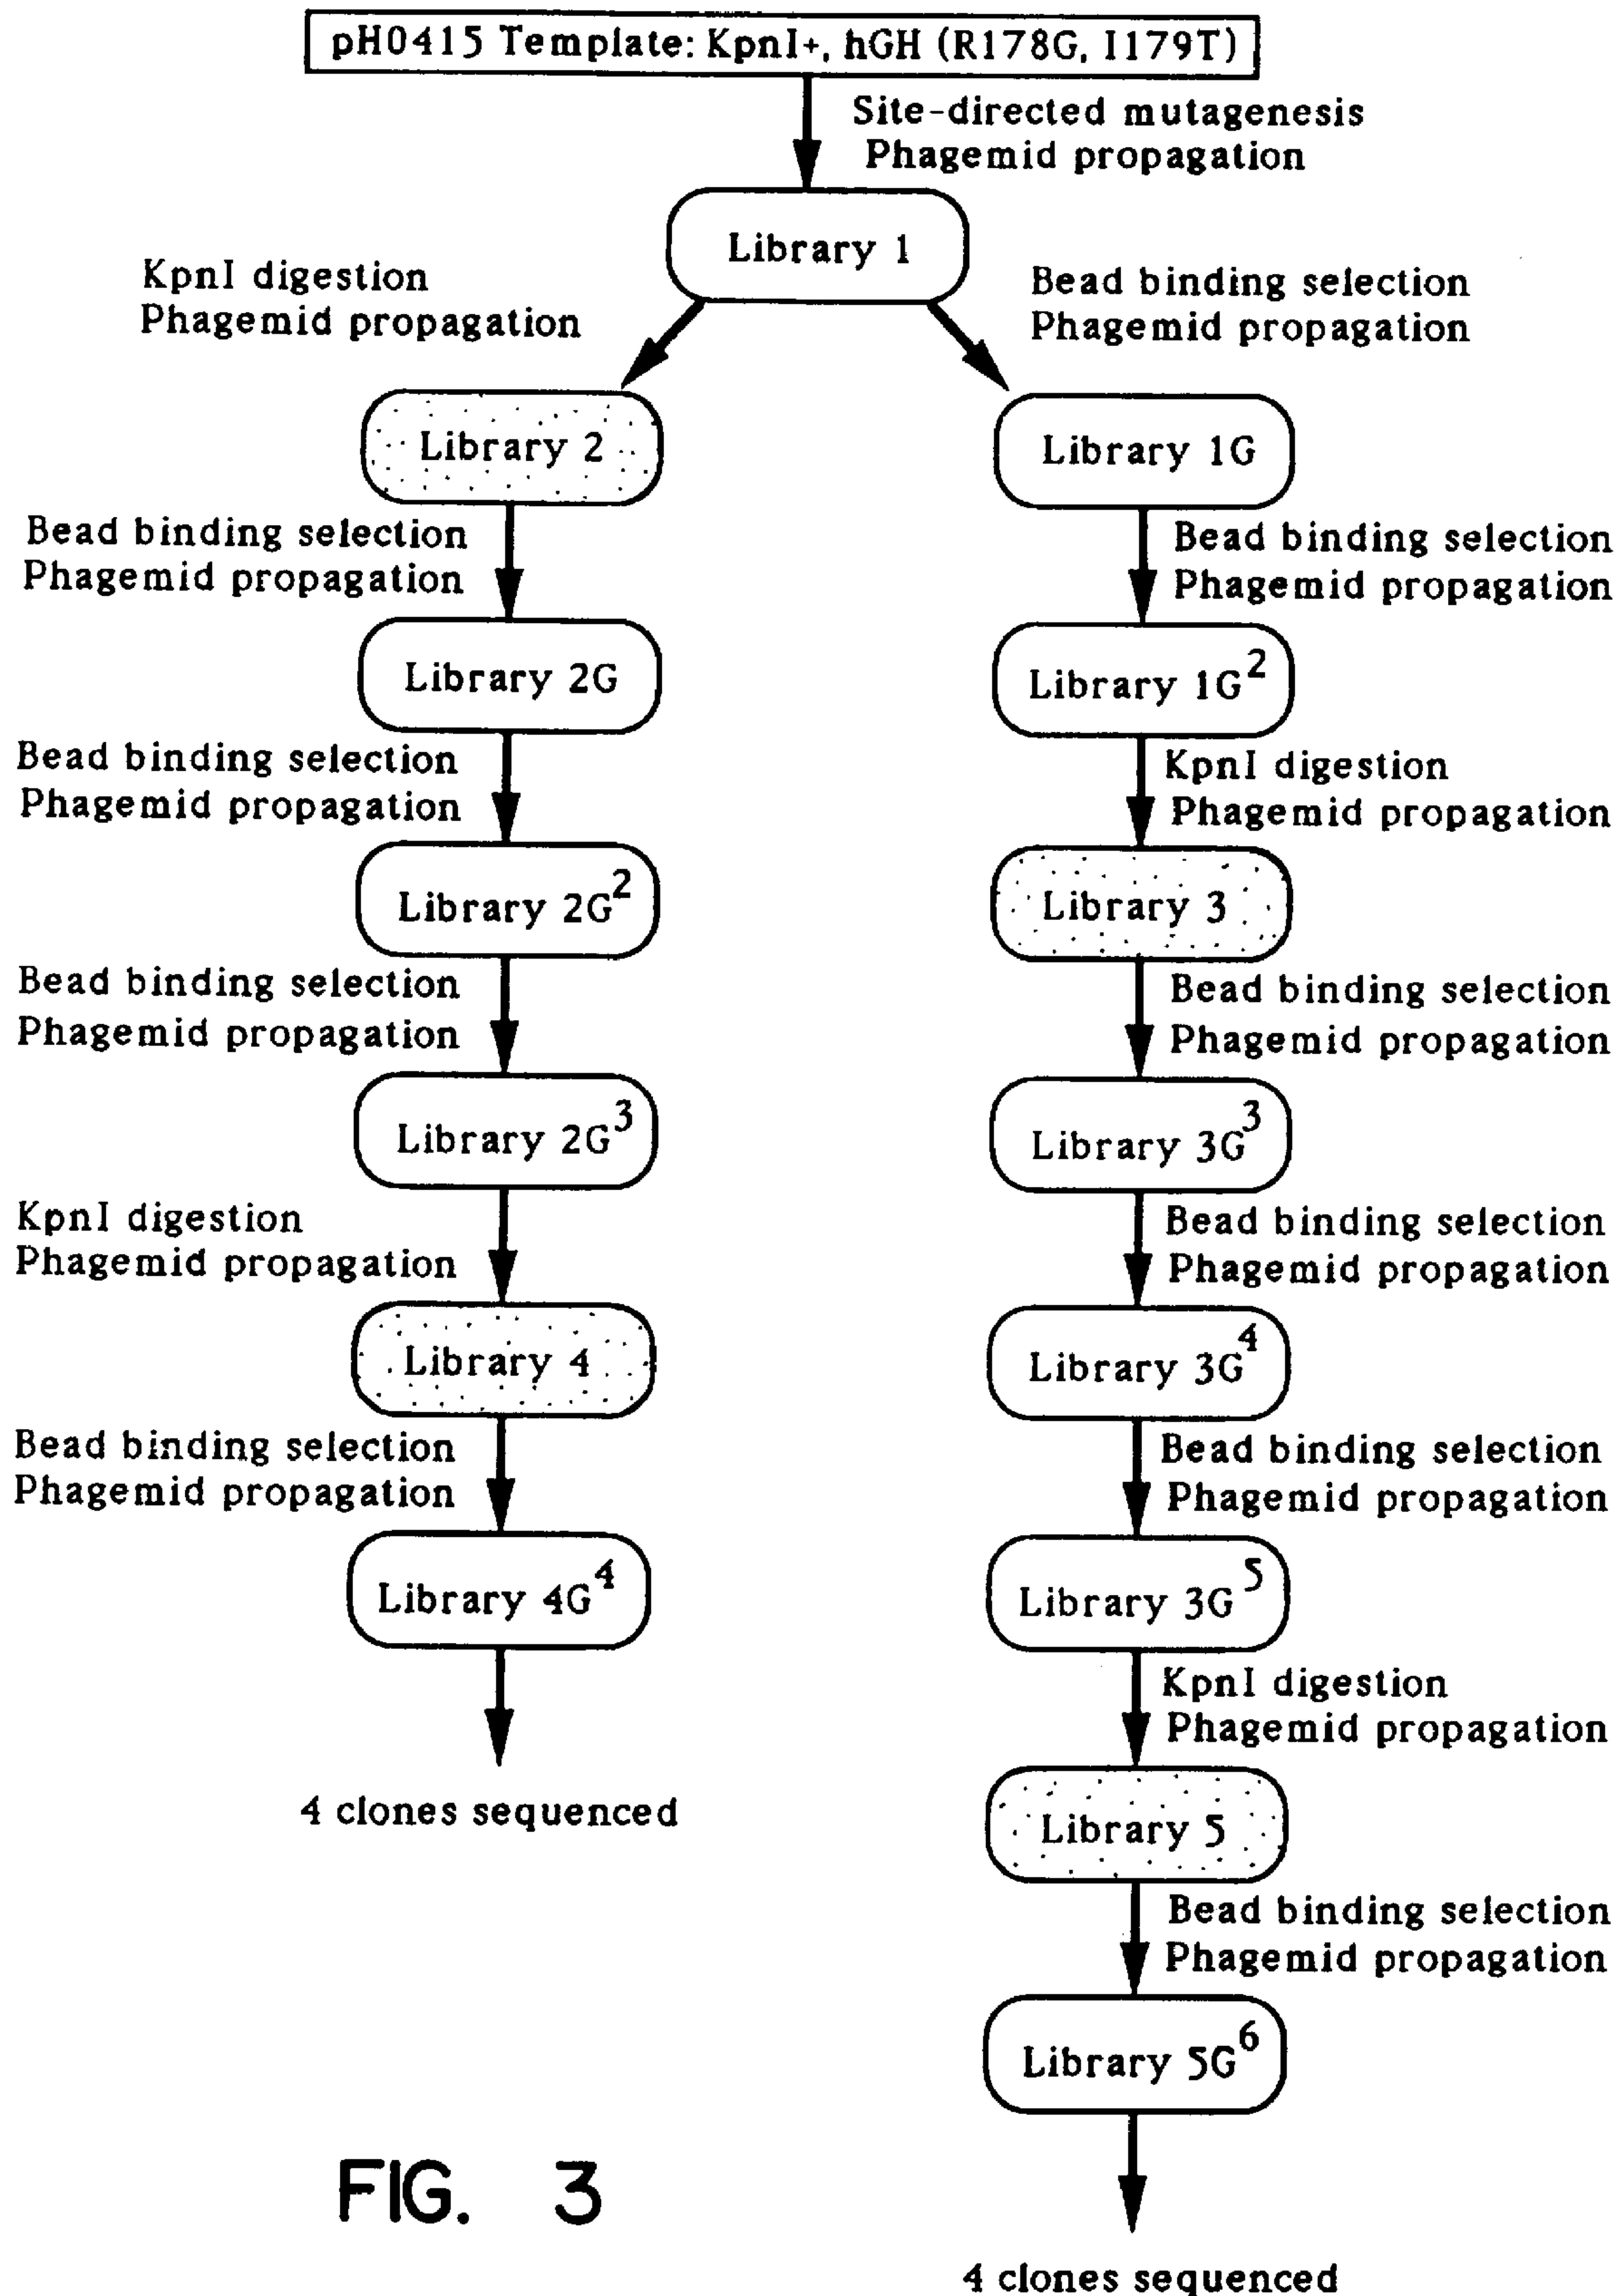 pH0415 Template: KpnI+, hGH (R178G, I179T)
Site-directed mutagenesis
Phagemid propagation
Library 1
KpnI digestion
Phagemid propagation
Bead binding selection
Phagemid propagation
Library 2
Library 1G
Bead binding selection
Phagemid propagation
Bead binding selection
Phagemid propagation
Library 2G
Library 1G²
Bead binding selection
Phagemid propagation
KpnI digestion
Phagemid propagation
Library 2G²
Library 3
Bead binding selection
Phagemid propagation
Bead binding selection
Phagemid propagation
Library 2G³
Library 3G³
KpnI digestion
Phagemid propagation
Bead binding selection
Phagemid propagation
Library 4
Library 3G⁴
Bead binding selection
Phagemid propagation
Bead binding selection
Phagemid propagation
Library 4G⁴
Library 3G⁵
KpnI digestion
Phagemid propagation
4 clones sequenced
Library 5
Bead binding selection
Phagemid propagation
Library 5G⁶
FIG. 3
4 clones sequenced